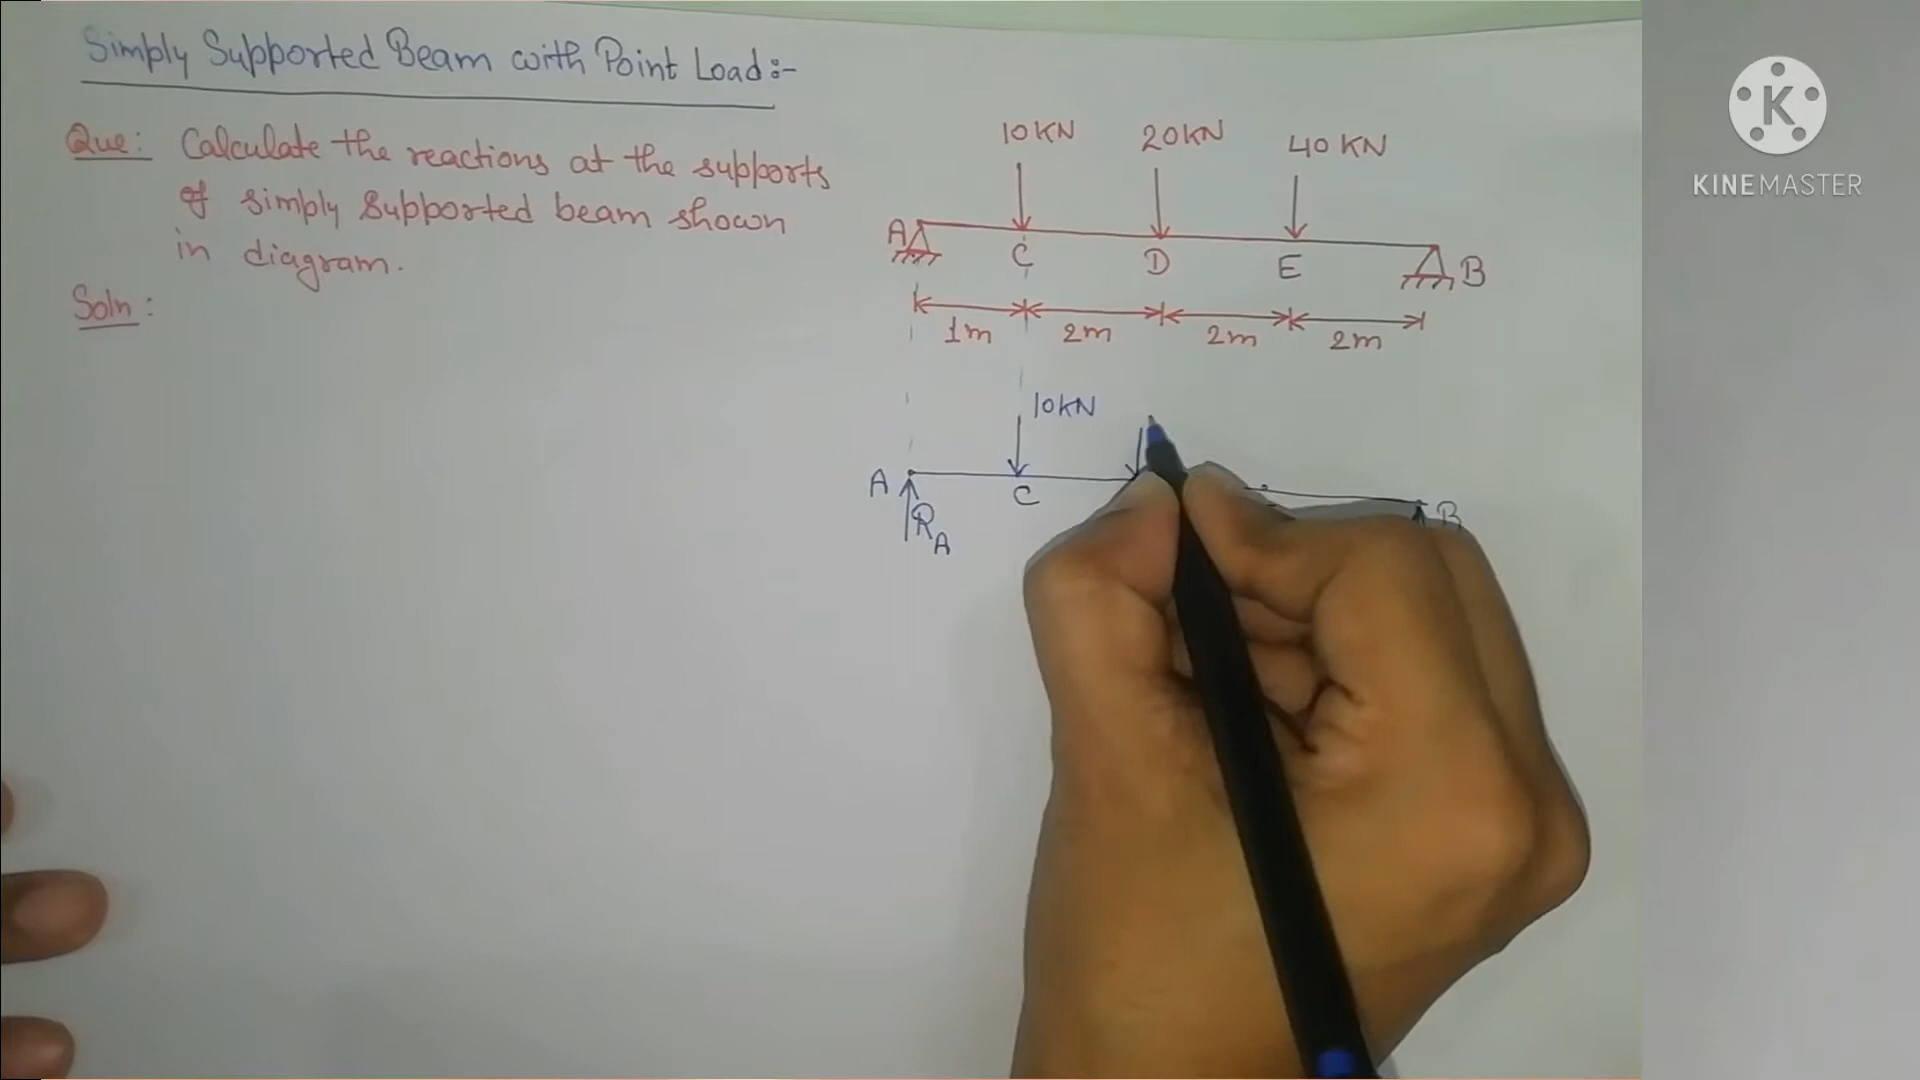 Simply Supported Beam with Point Load:-
Que: Calculate the reactions at the supports
of simply supported beam shown
in diagram.
Soln:
10KN 20KN 40 KN
A C D E B
1m 2m 2m 2m
10KN
A C B
RA
K
KINEMASTER